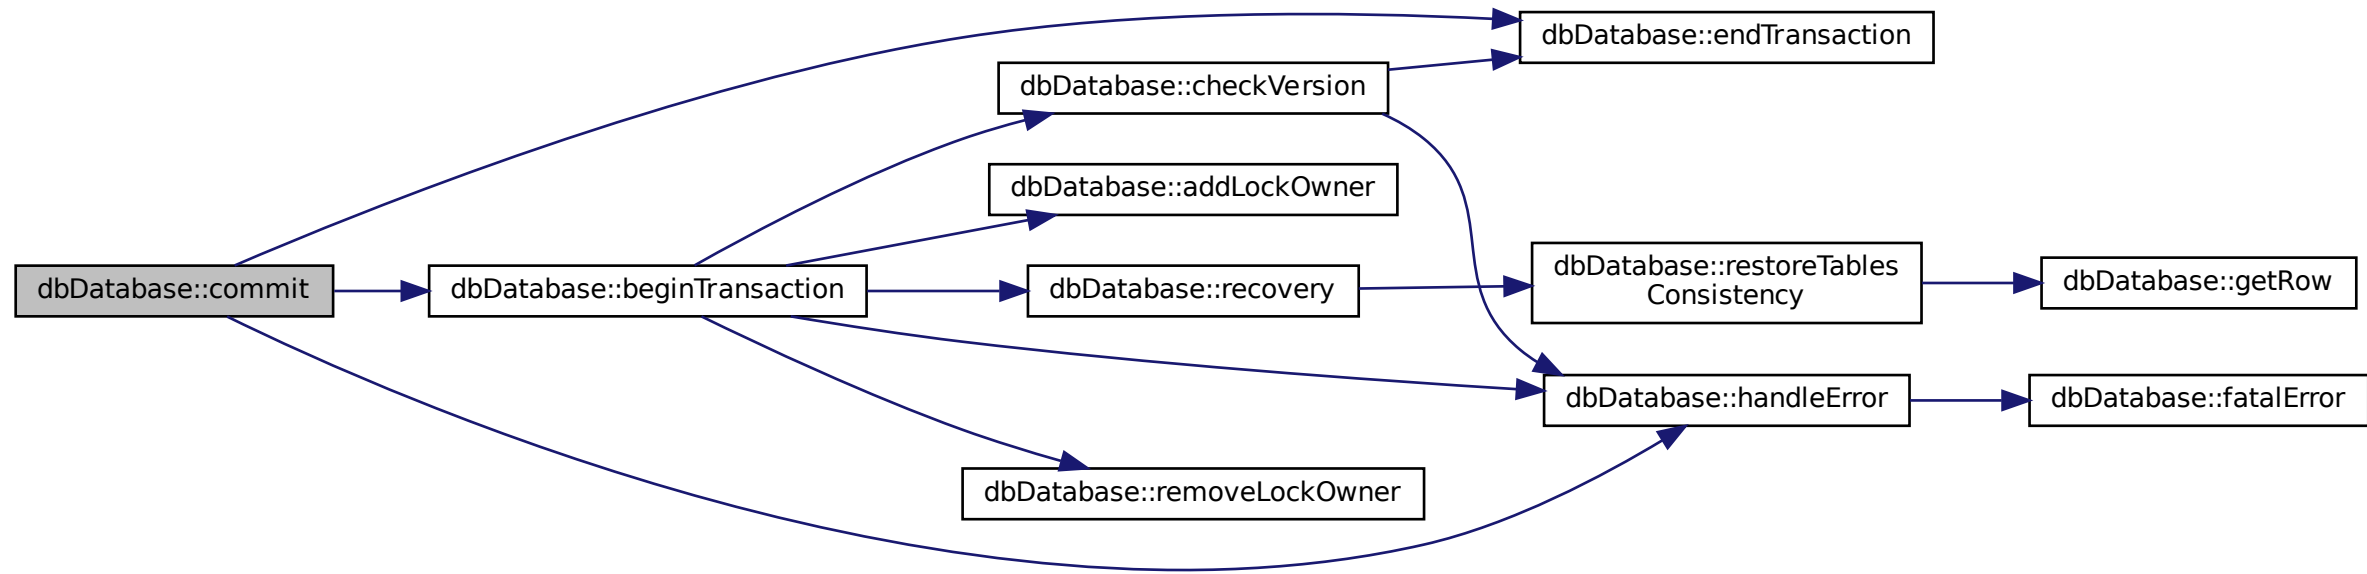 dbDatabase::commit
dbDatabase::beginTransaction
dbDatabase::endTransaction
dbDatabase::checkVersion
dbDatabase::addLockOwner
dbDatabase::recovery
dbDatabase::restoreTables
Consistency
dbDatabase::getRow
dbDatabase::handleError
dbDatabase::fatalError
dbDatabase::removeLockOwner